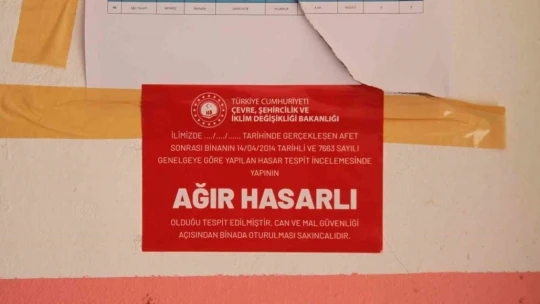 TÜRKİYE CUMHURİYETİ
ÇEVRE, ŞEHİRCİLİK VE
İKLİM DEĞİŞİKLİĞİ BAKANLIĞI
İLİMİZDE ..../..../...... TARİHİNDE GERÇEKLEŞEN AFET
SONRASI BİNANIN 14/04/2014 TARİHLİ VE 7663 SAYILI
GENELGEYE GÖRE YAPILAN HASAR TESPİT İNCELEMESİNDE
YAPININ
AĞIR HASARLI
OLDUĞU TESPİT EDİLMİŞTİR. CAN VE MAL GÜVENLİĞİ
AÇISINDAN BİNADA OTURULMASI SAKINCALIDIR.